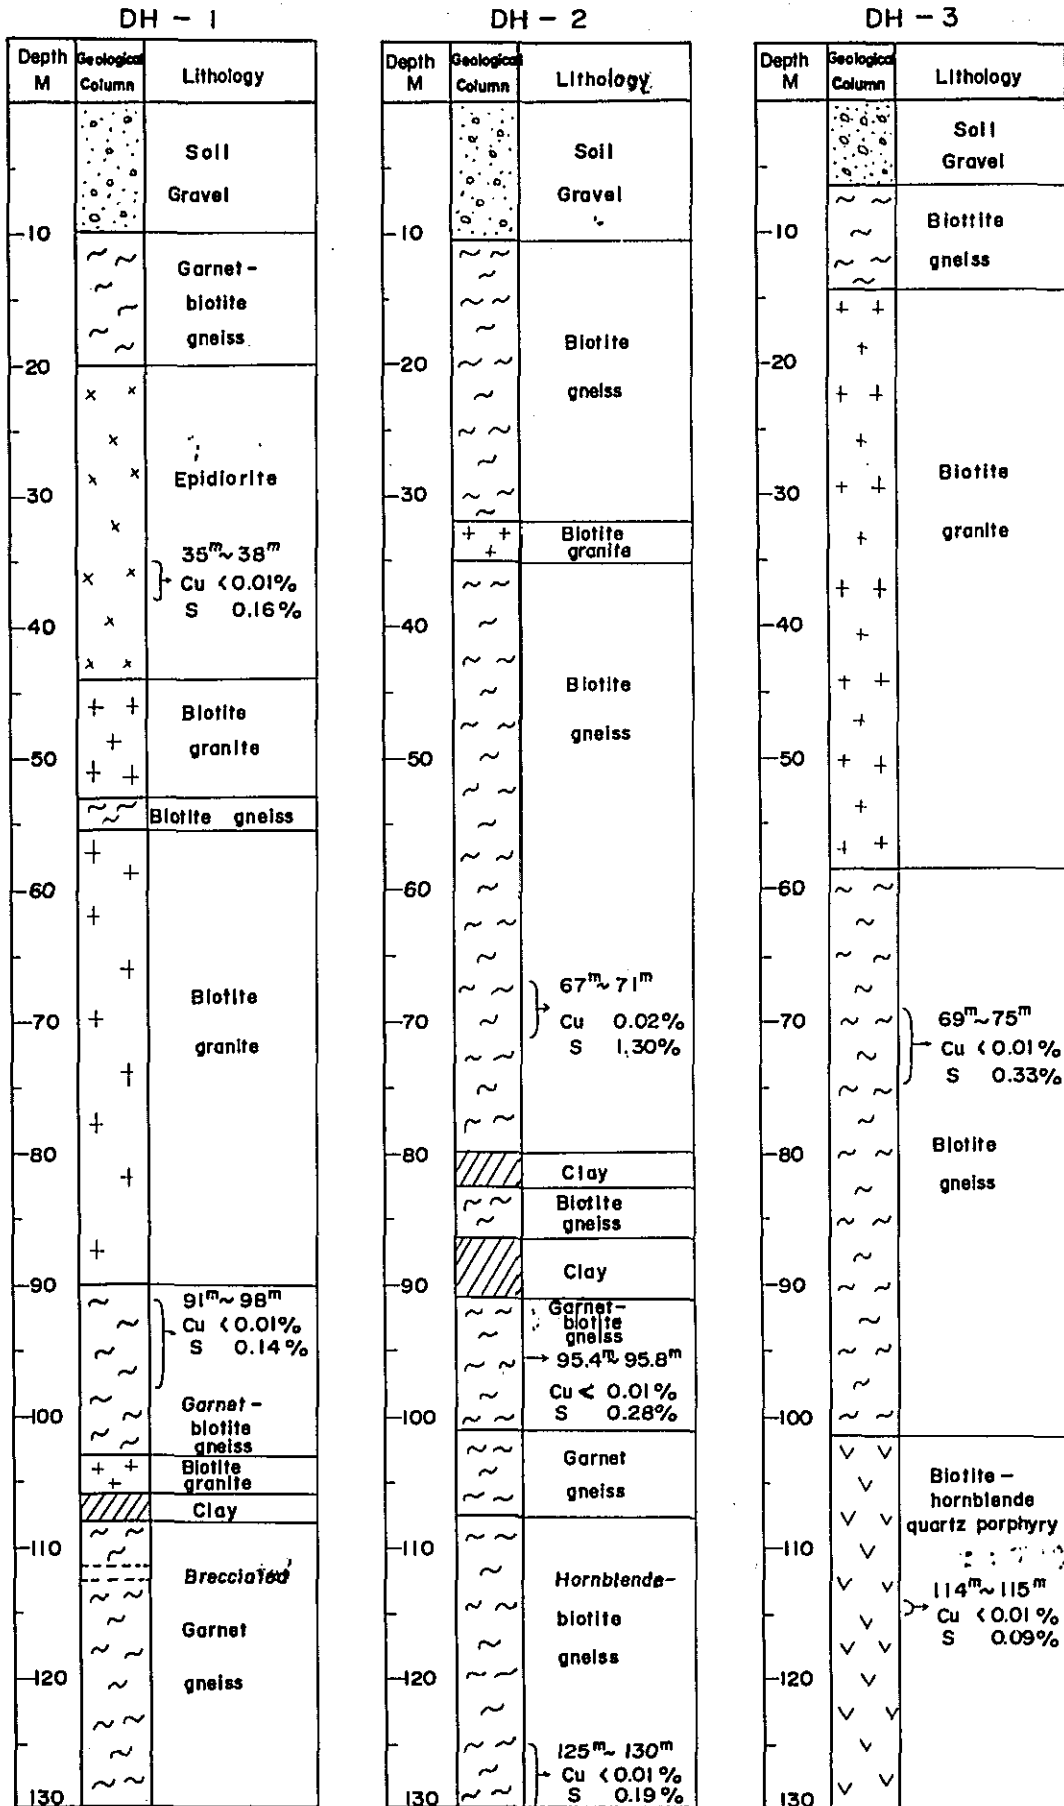 DH - 1
Depth M
Geological Column
Lithology
Soil
Gravel
-10
Garnet-
biotite
gneiss
-20
Epidiorite
-30
35m~38m
Cu <0.01%
S 0.16%
-40
Biotite
granite
-50
Biotite gneiss
-60
Biotite
-70
granite
-80
-90
91m~98m
Cu <0.01%
S 0.14%
Garnet-
-100
biotite
gneiss
Biotite
granite
Clay
-110
Brecciated
Garnet
gneiss
-120
130
DH - 2
Depth M
Geological Column
Lithology
Soil
Gravel
-10
Biotite
-20
gneiss
-30
Biotite
granite
-40
Biotite
gneiss
-50
-60
67m~71m
-70
Cu 0.02%
S 1.30%
-80
Clay
Biotite
gneiss
Clay
-90
Garnet-
biotite
gneiss
95.4m~95.8m
Cu < 0.01%
-100
S 0.28%
Garnet
gneiss
-110
Hornblende-
biotite
gneiss
-120
125m~130m
Cu <0.01%
S 0.19%
130
DH - 3
Depth M
Geological Column
Lithology
Soil
Gravel
Biottite
-10
gneiss
-20
Biotite
-30
granite
-40
-50
-60
69m~75m
-70
Cu <0.01%
S 0.33%
-80
Biotite
gneiss
-90
-100
Biotite-
hornblende
quartz porphyry
-110
114m~115m
Cu <0.01%
S 0.09%
-120
130